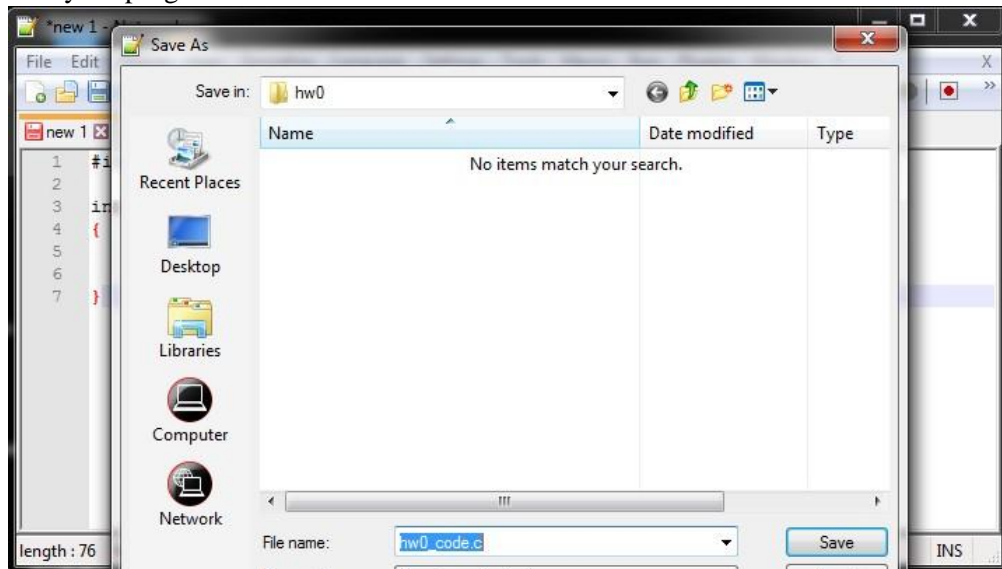 *new 1 -
Save As
File Edit
X
Save in: hw0
new 1
Name Date modified Type
1 #i
No items match your search.
2
Recent Places
3 in
4 {
5
6
Desktop
7 }
Libraries
Computer
Network
File name: hw0_code.c Save
length : 76 INS